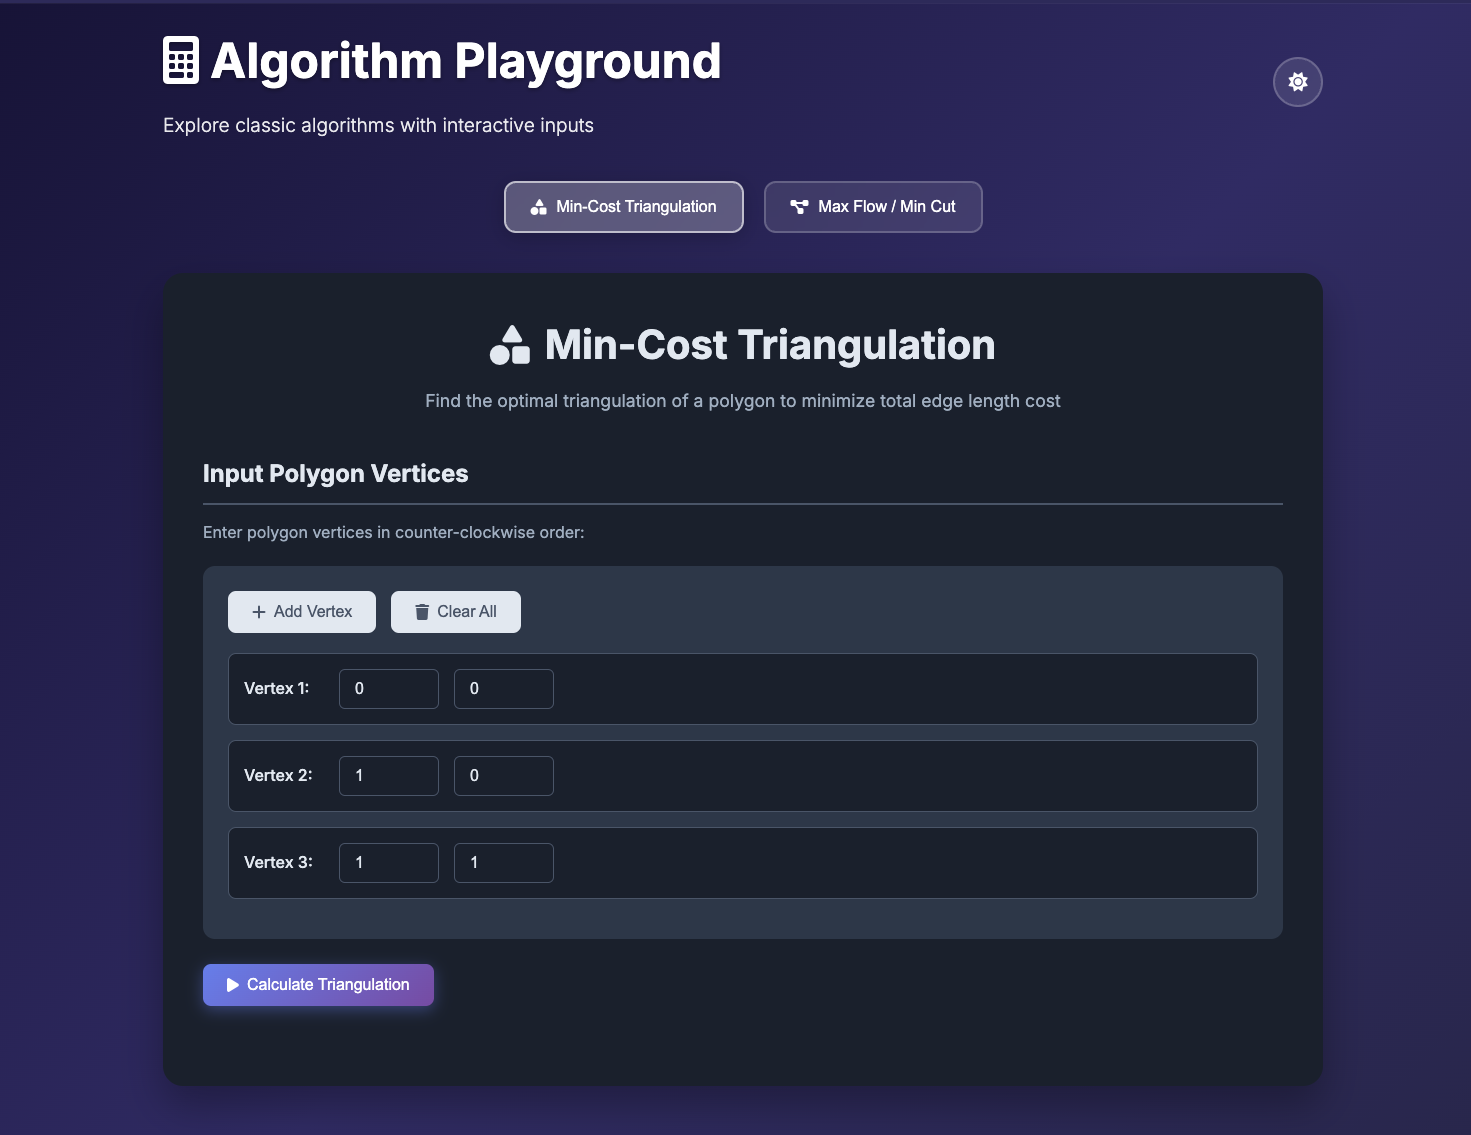 Algorithm Playground
Explore classic algorithms with interactive inputs
Min-Cost Triangulation
Max Flow / Min Cut
Min-Cost Triangulation
Find the optimal triangulation of a polygon to minimize total edge length cost
Input Polygon Vertices
Enter polygon vertices in counter-clockwise order:
Add Vertex
Clear All
Vertex 1: 0 0
Vertex 2: 1 0
Vertex 3: 1 1
Calculate Triangulation